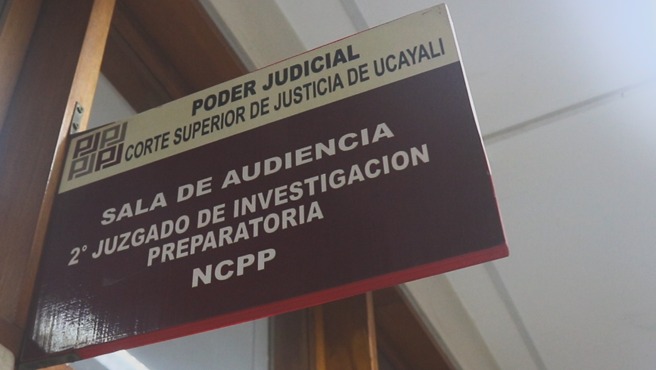 PODER JUDICIAL
CORTE SUPERIOR DE JUSTICIA DE UCAYALI
SALA DE AUDIENCIA
2° JUZGADO DE INVESTIGACION
PREPARATORIA
NCPP